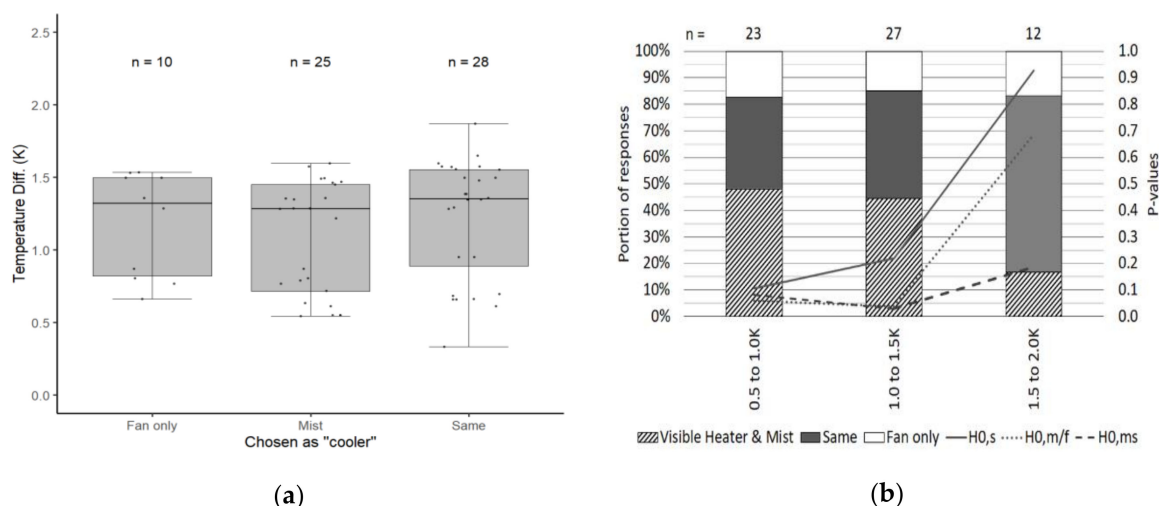 2.5
2.0
1.5
1.0
0.5
0.0
Temperature Diff. (K)
n = 10
n = 25
n = 28
Fan only
Mist
Same
Chosen as "cooler"
(a)
n =
23
27
12
100%
90%
80%
70%
60%
50%
40%
30%
20%
10%
0%
Portion of responses
1.0
0.9
0.8
0.7
0.6
0.5
0.4
0.3
0.2
0.1
0.0
P-values
0.5 to 1.0K
1.0 to 1.5K
1.5 to 2.0K
Visible Heater & Mist Same Fan only H0,s H0,m/f H0,ms
(b)